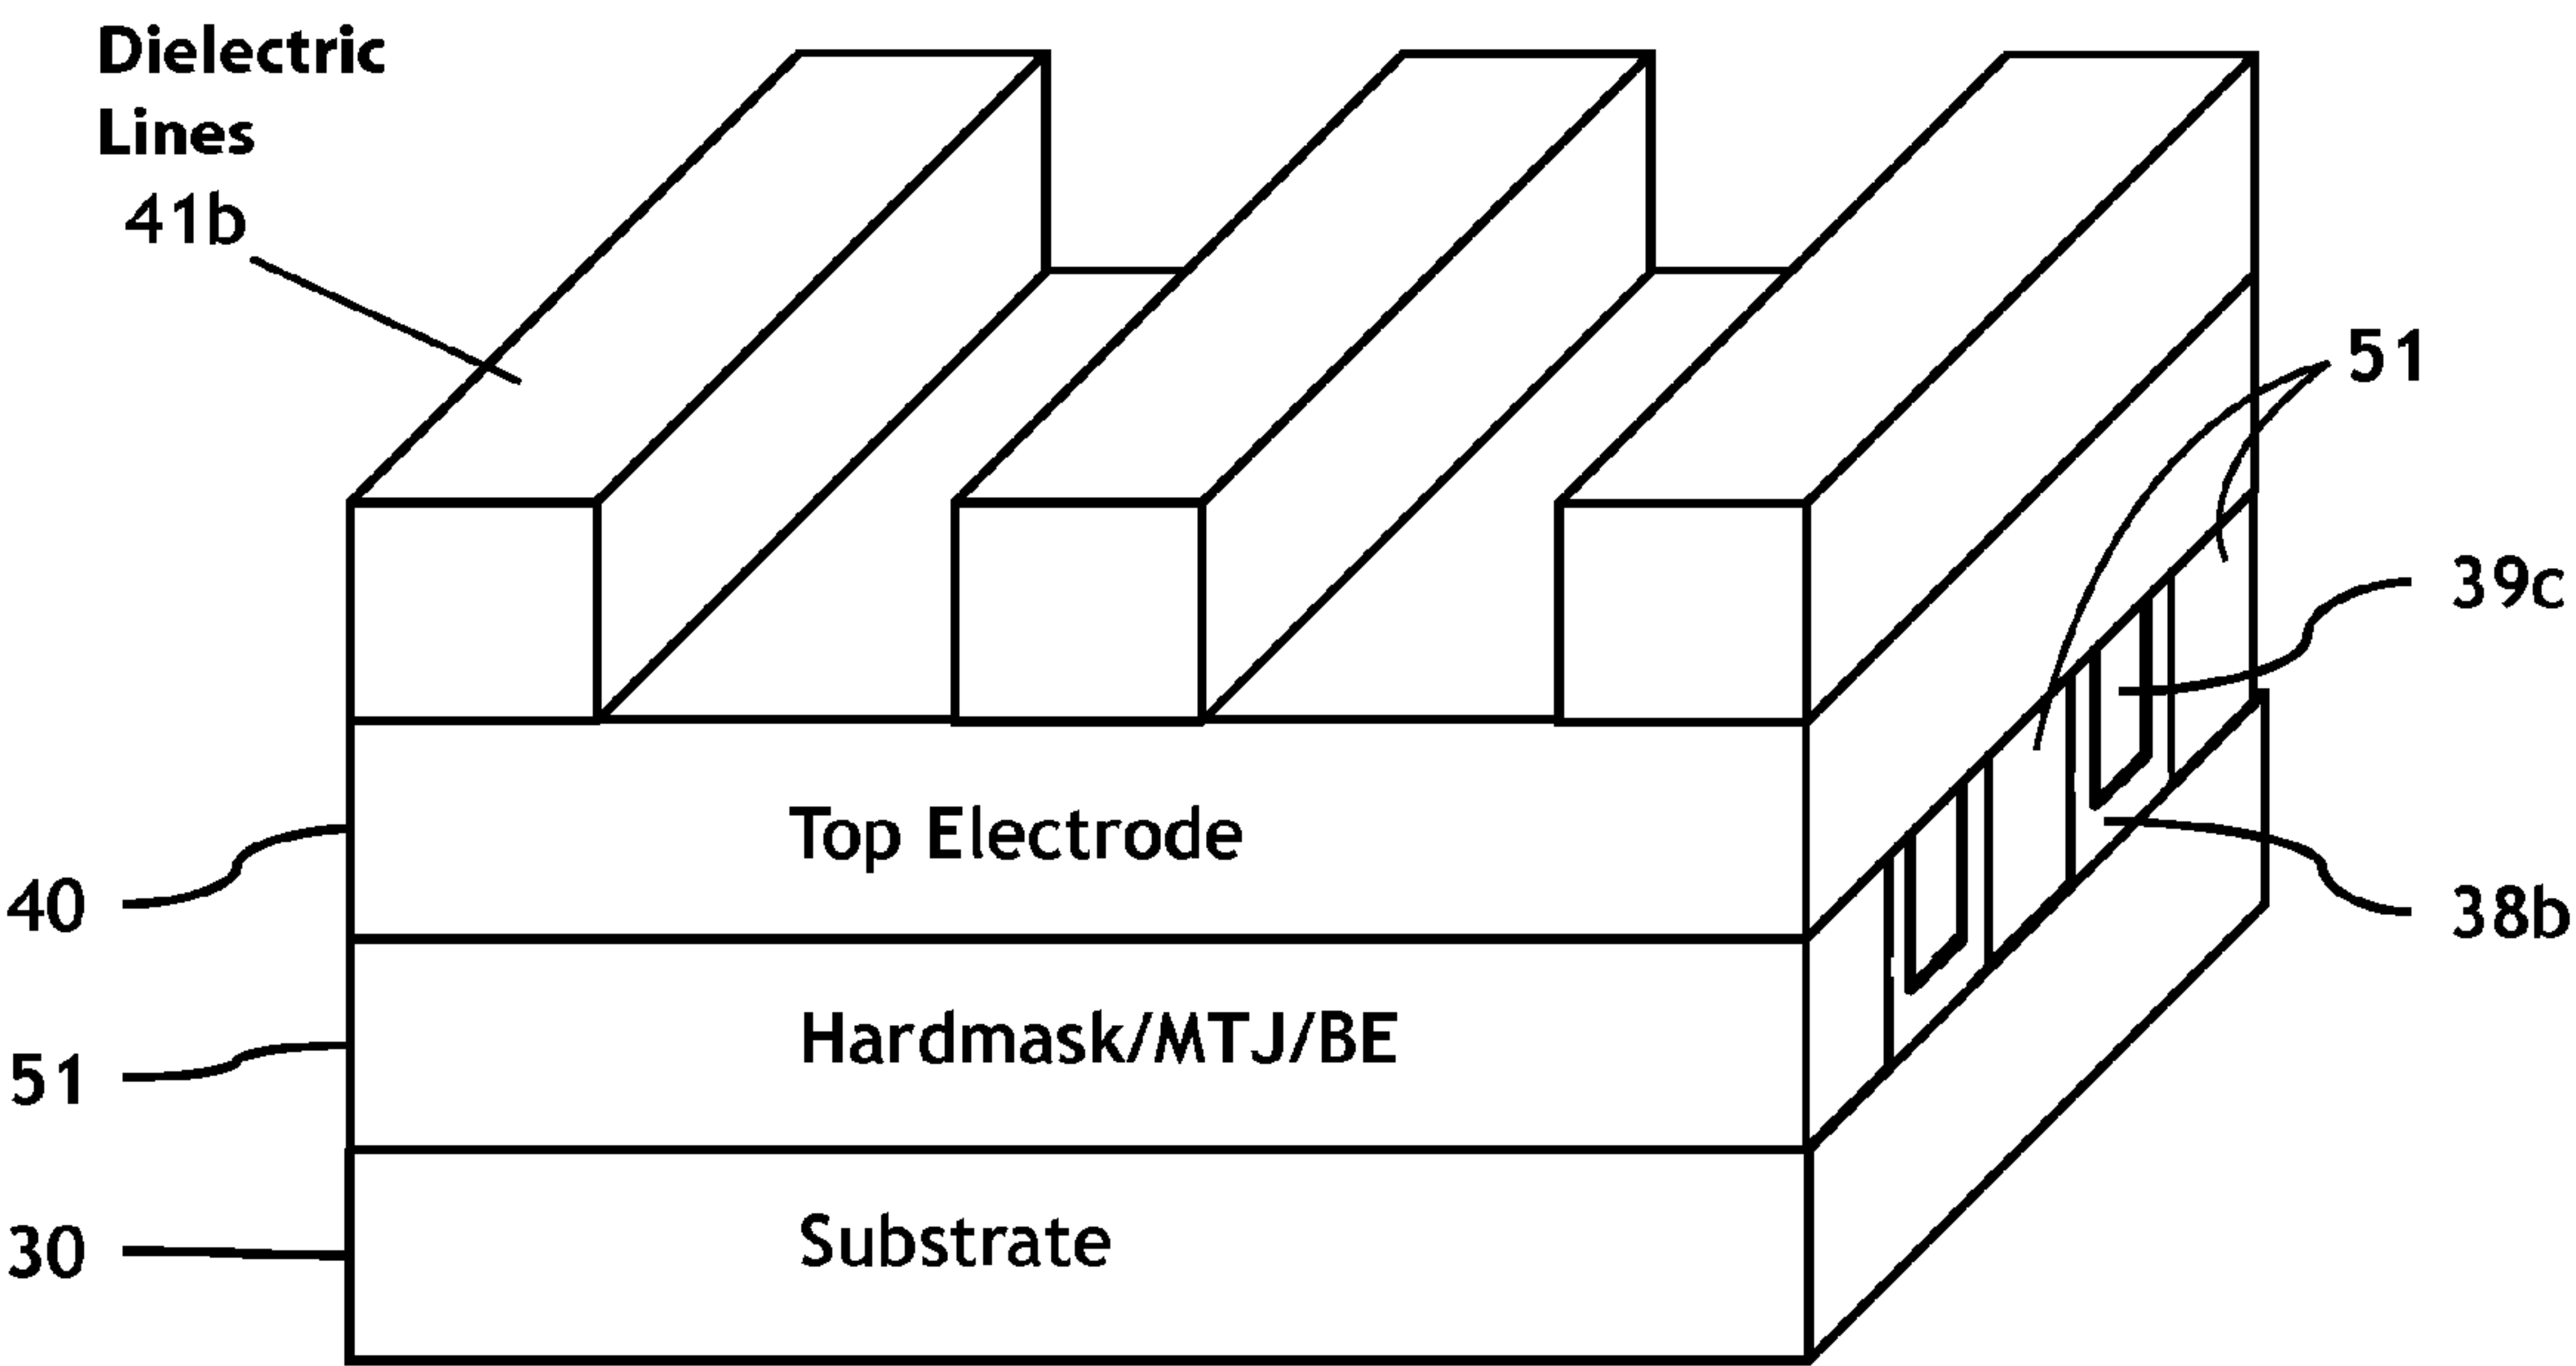 Dielectric
Lines
41b
51
39c
Top Electrode
40
38b
Hardmask/MTJ/BE
51
Substrate
30